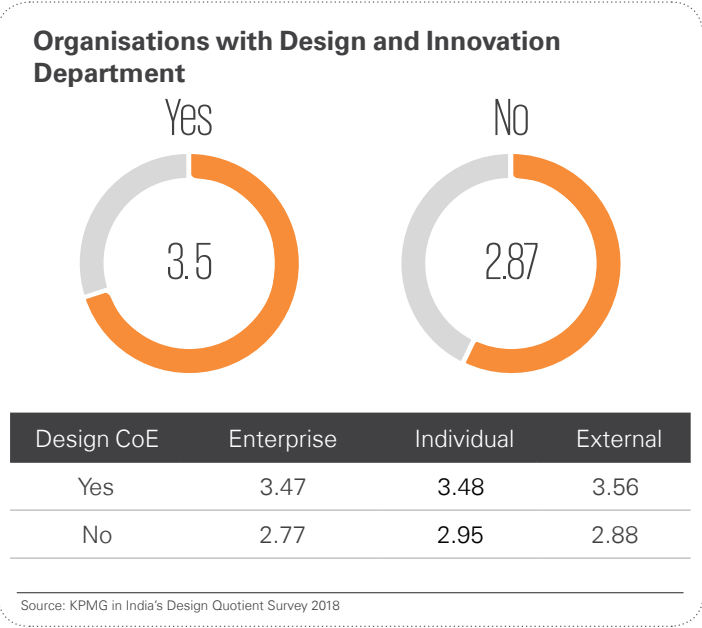 Organisations with Design and Innovation
Department
Yes
No
3.5
2.87
Design CoE Enterprise Individual External
Yes 3.47 3.48 3.56
No 2.77 2.95 2.88
Source: KPMG in India’s Design Quotient Survey 2018